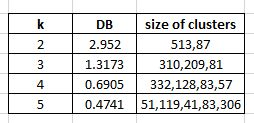 k DB size of clusters
2 2.952 513,87
3 1.3173 310,209,81
4 0.6905 332,128,83,57
5 0.4741 51,119,41,83,306